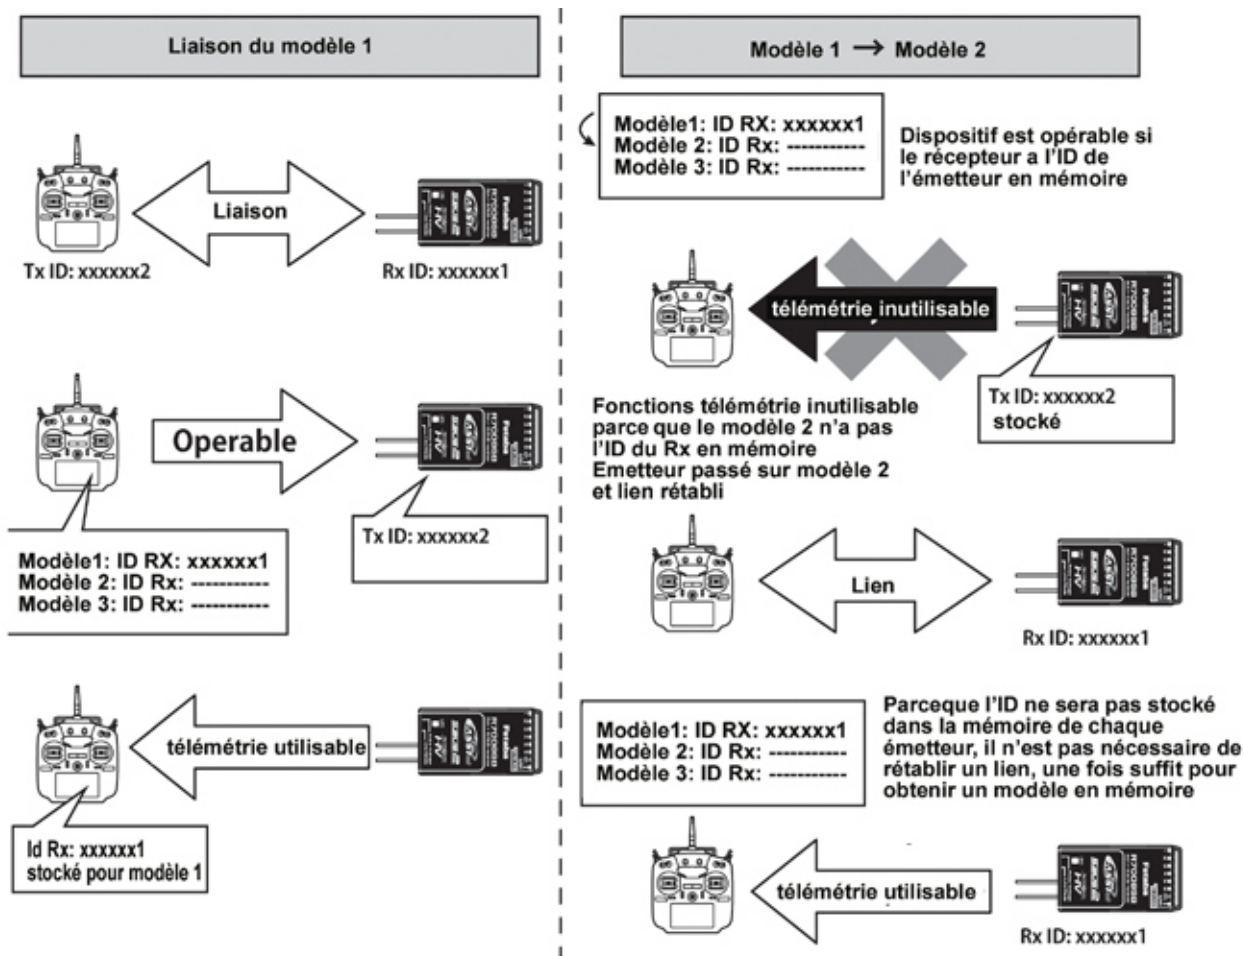 Liaison du modèle 1
Liaison
Tx ID: xxxxxx2
Rx ID: xxxxxx1
Operable
Tx ID: xxxxxx2
Modèle1: ID RX: xxxxxx1
Modèle 2: ID Rx: -----------
Modèle 3: ID Rx: -----------
télémétrie utilisable
Id Rx: xxxxxx1
stocké pour modèle 1
Modèle 1 → Modèle 2
Modèle1: ID RX: xxxxxx1
Modèle 2: ID Rx: -----------
Modèle 3: ID Rx: -----------
Dispositif est opérable si
le récepteur a l'ID de
l'émetteur en mémoire
télémétrie inutilisable
Tx ID: xxxxxx2
stocké
Fonctions télémétrie inutilisable
parce que le modèle 2 n'a pas
l'ID du Rx en mémoire
Emetteur passé sur modèle 2
et lien rétabli
Lien
Rx ID: xxxxxx1
Modèle1: ID RX: xxxxxx1
Modèle 2: ID Rx: -----------
Modèle 3: ID Rx: -----------
Parceque l'ID ne sera pas stocké
dans la mémoire de chaque
émetteur, il n'est pas nécessaire de
rétablir un lien, une fois suffit pour
obtenir un modèle en mémoire
télémétrie utilisable
Rx ID: xxxxxx1